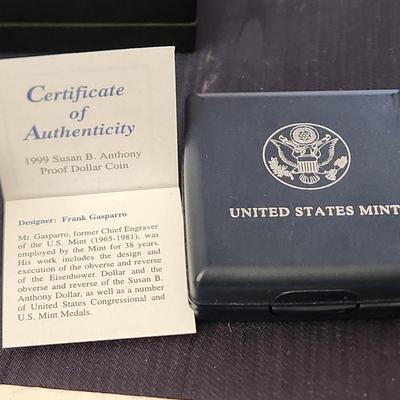 Certificate
of
Authenticity
1999 Susan B. Anthony
Proof Dollar Coin
Designer: Frank Gasparro
Mr. Gasparro, former Chief Engraver
of the U.S. Mint (1965-1981), was
employed by the Mint for 38 years.
His work includes the design and
execution of the obverse and reverse
of the Eisenhower Dollar and the
obverse and reverse of the Susan B.
Anthony Dollar, as well as a number
of United States Congressional and
U.S. Mint Medals.
UNITED STATES MINT